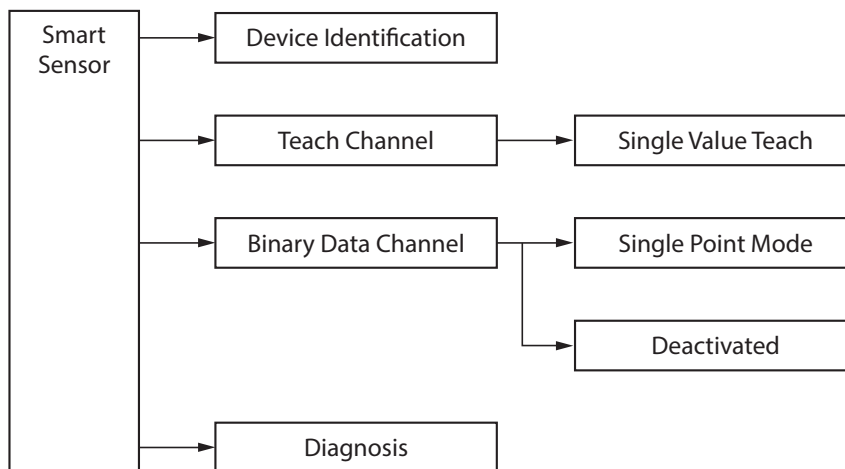 Smart
Sensor
Device Identification
Teach Channel
Single Value Teach
Binary Data Channel
Single Point Mode
Deactivated
Diagnosis